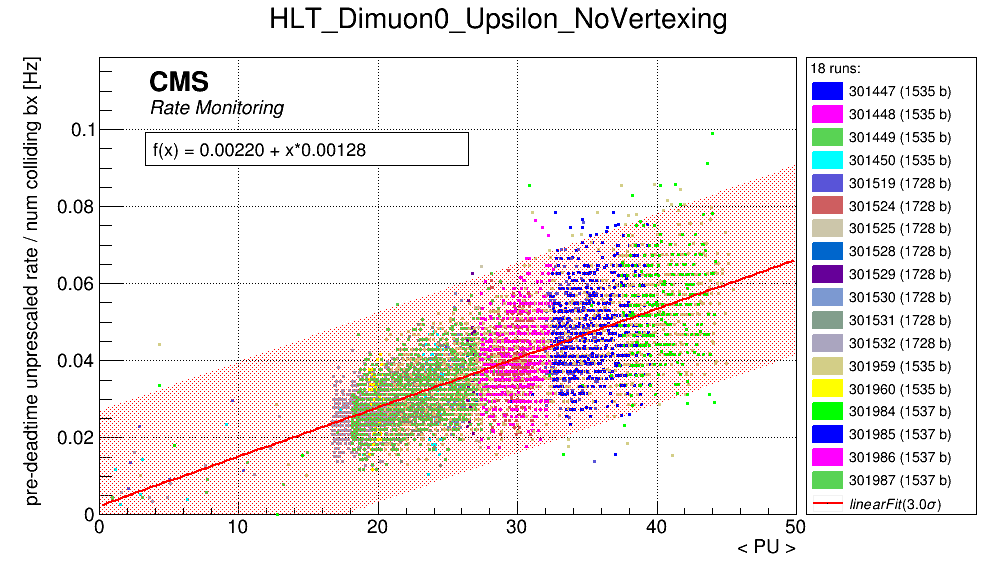 HLT_Dimuon0_Upsilon_NoVertexing
pre-deadtime unprescaled rate / num colliding bx [Hz]
CMS
Rate Monitoring
f(x) = 0.00220 + x*0.00128
0.1
0.08
0.06
0.04
0.02
0
0 10 20 30 40 50
< PU >
18 runs:
301447 (1535 b)
301448 (1535 b)
301449 (1535 b)
301450 (1535 b)
301519 (1728 b)
301524 (1728 b)
301525 (1728 b)
301528 (1728 b)
301529 (1728 b)
301530 (1728 b)
301531 (1728 b)
301532 (1728 b)
301959 (1535 b)
301960 (1535 b)
301984 (1537 b)
301985 (1537 b)
301986 (1537 b)
301987 (1537 b)
linearFit(3.0σ)